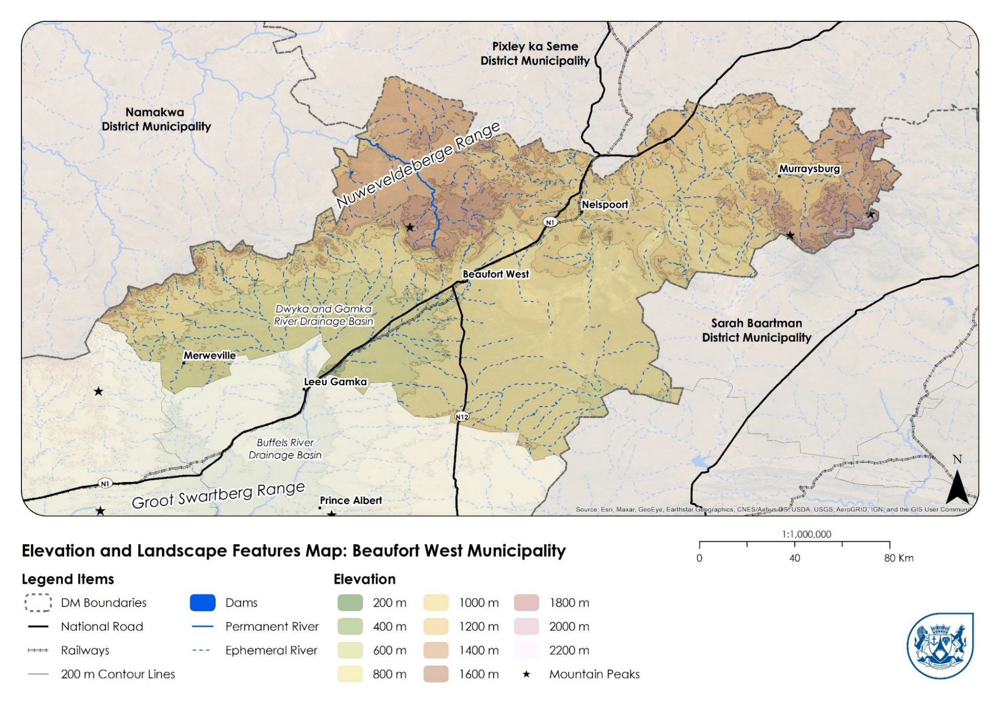 Pixley ka Seme
District Municipality
Namakwa
District Municipality
Nuweveldeberge Range
Murraysburg
Nelspoort
N1
Beaufort West
Dwyka and Gamka
River Drainage Basin
Sarah Baartman
District Municipality
Merweville
Leeu Gamka
N12
Buffels River
Drainage Basin
N
N1
Groot Swartberg Range
Prince Albert
Source: Esri, Maxar, GeoEye, Earthstar Geographics, CNES/Airbus DS, USDA, USGS, AeroGRID, IGN, and the GIS User Communi
1:1,000,000
0 40 80 Km
Elevation and Landscape Features Map: Beaufort West Municipality
Legend Items
DM Boundaries
National Road
Railways
200 m Contour Lines
Dams
Permanent River
Ephemeral River
Elevation
200 m
400 m
600 m
800 m
1000 m
1200 m
1400 m
1600 m
1800 m
2000 m
2200 m
Mountain Peaks